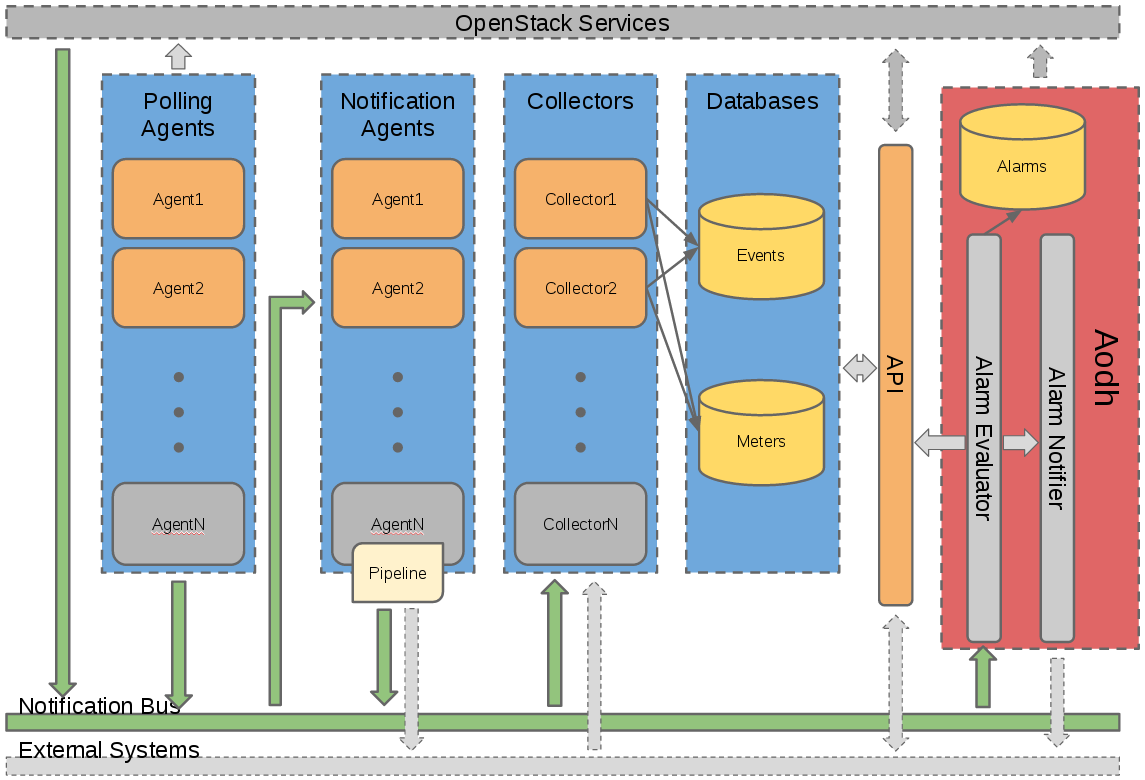 OpenStack Services
Polling
Agents
Agent1
Agent2
AgentN
Notification
Agents
Agent1
Agent2
AgentN
Pipeline
Collectors
Collector1
Collector2
CollectorN
Databases
Events
Meters
API
Alarms
Alarm Evaluator
Alarm Notifier
Aodh
Notification Bus
External Systems